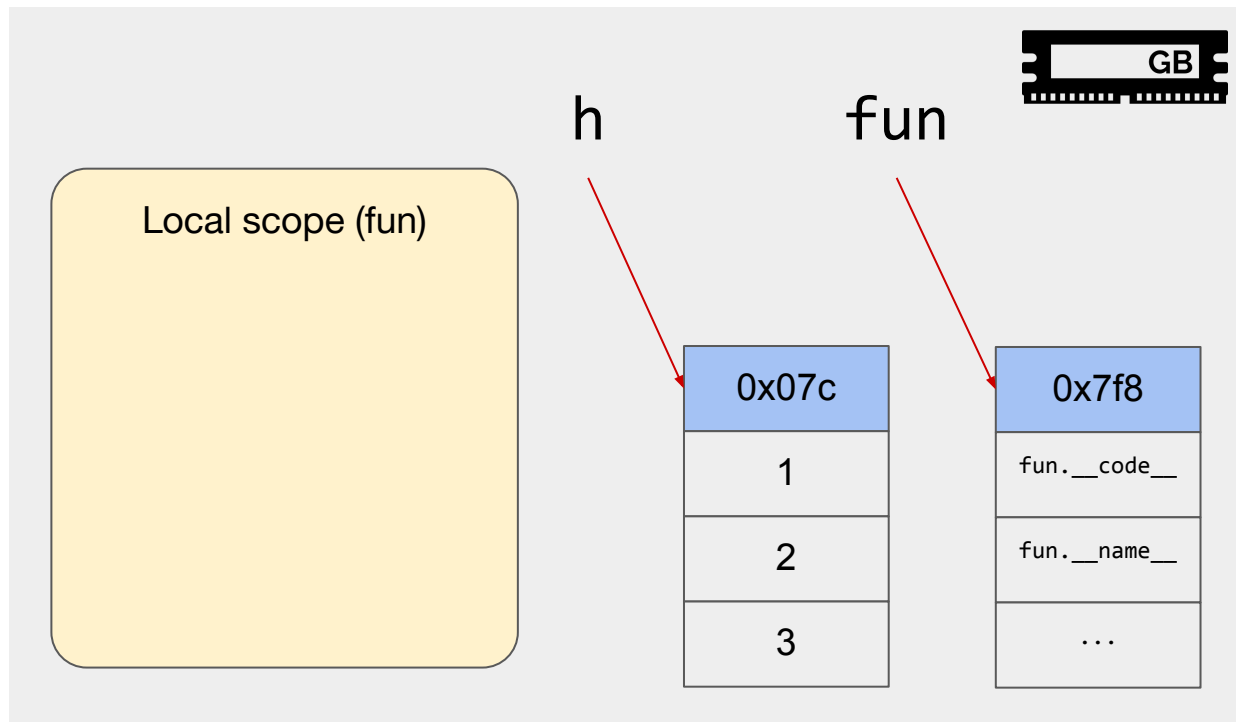 GB
h
fun
Local scope (fun)
0x07c
1
2
3
0x7f8
fun.__code__
fun.__name__
...